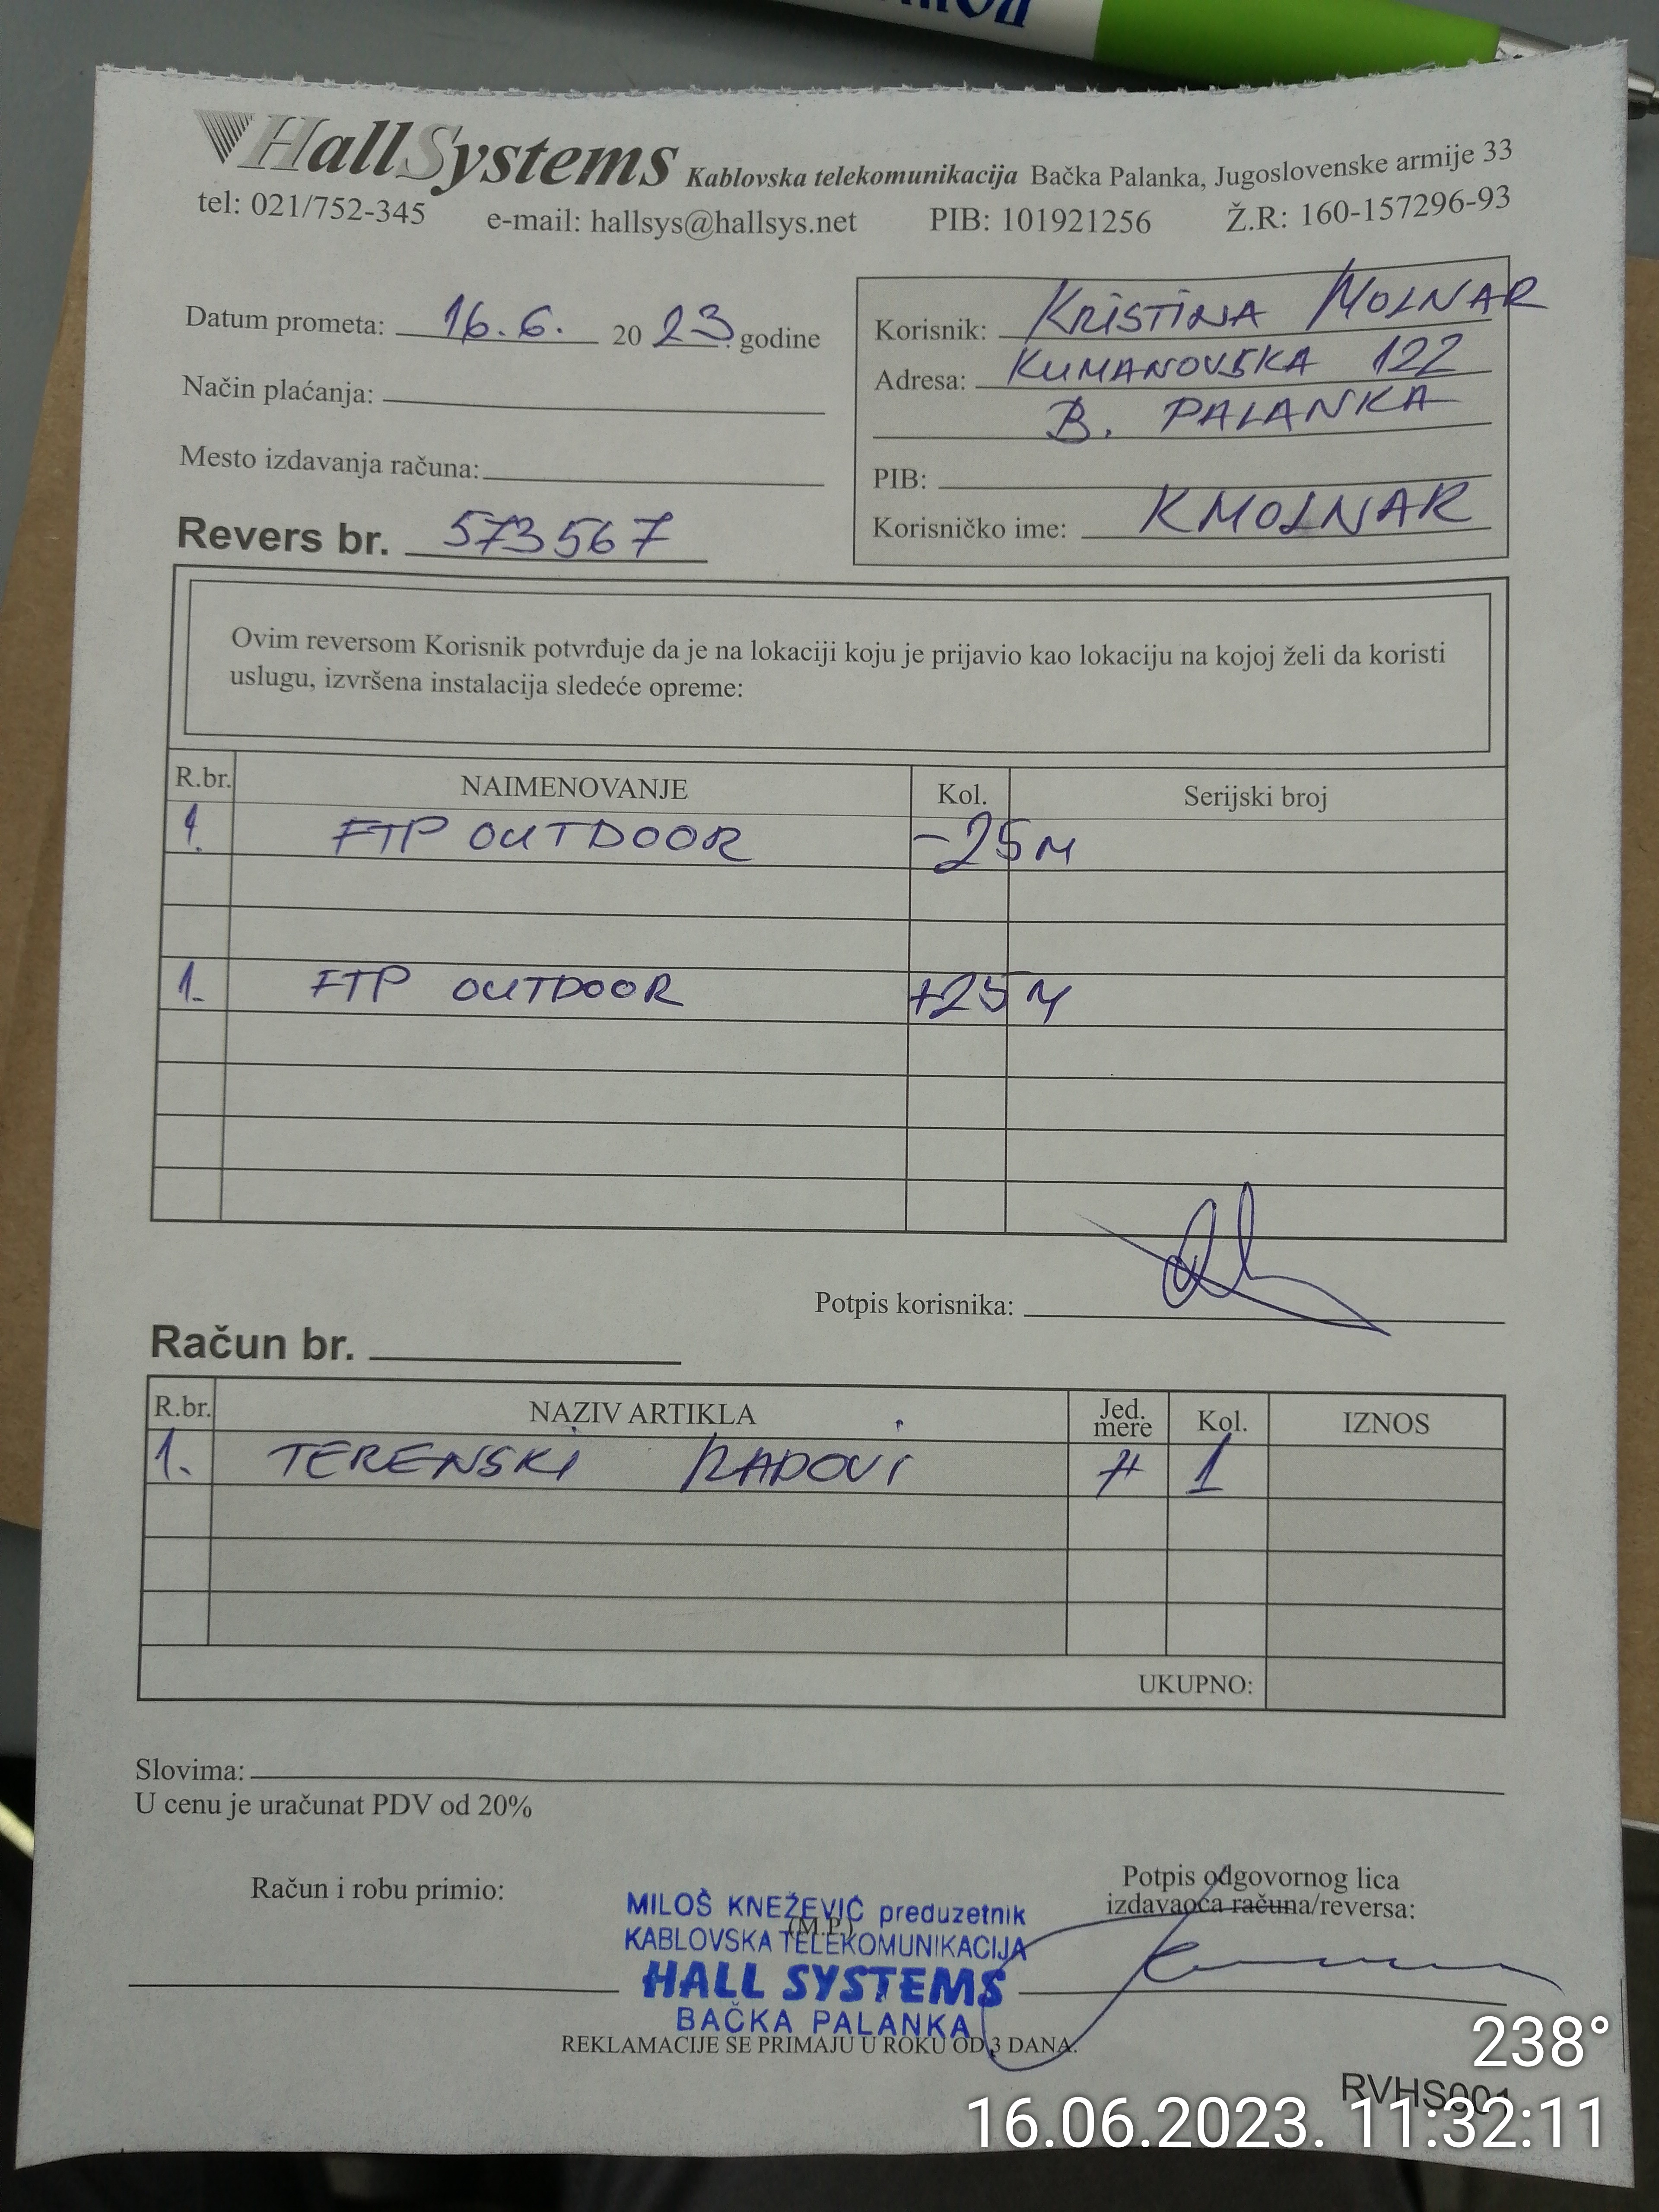 HallSystems Kablovska telekomunikacija Bačka Palanka, Jugoslovenske armije 33
tel: 021/752-345 e-mail: hallsys@hallsys.net PIB: 101921256 Ž.R: 160-157296-93
Datum prometa: 16.6. 2023. godine
Način plaćanja:
Mesto izdavanja računa:
Revers br. 573567
Korisnik: KRISTINA MOLNAR
Adresa: KUMANOVSKA 122
B. PALANKA
PIB:
Korisničko ime: KMOLNAR
Ovim reversom Korisnik potvrđuje da je na lokaciji koju je prijavio kao lokaciju na kojoj želi da koristi
uslugu, izvršena instalacija sledeće opreme:
R.br. NAIMENOVANJE Kol. Serijski broj
1. FTP OUTDOOR -25M
1. FTP OUTDOOR +25M
Potpis korisnika:
Račun br.
R.br. NAZIV ARTIKLA Jed. mere Kol. IZNOS
1. TERENSKI RADOVI H 1
UKUPNO:
Slovima:
U cenu je uračunat PDV od 20%
Račun i robu primio:
(M.P.)
MILOŠ KNEŽEVIĆ preduzetnik
KABLOVSKA TELEKOMUNIKACIJA
HALL SYSTEMS
BAČKA PALANKA
Potpis odgovornog lica
izdavaoca računa/reversa:
REKLAMACIJE SE PRIMAJU U ROKU OD 3 DANA.
RVHS001
238°
16.06.2023. 11:32:11